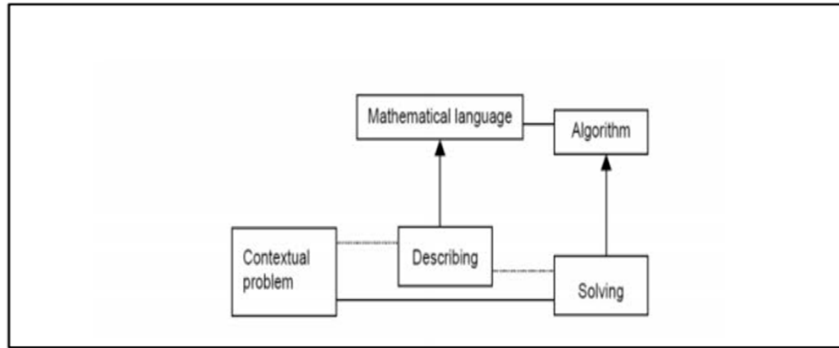 Mathematical language
Algorithm
Contextual
problem
Describing
Solving